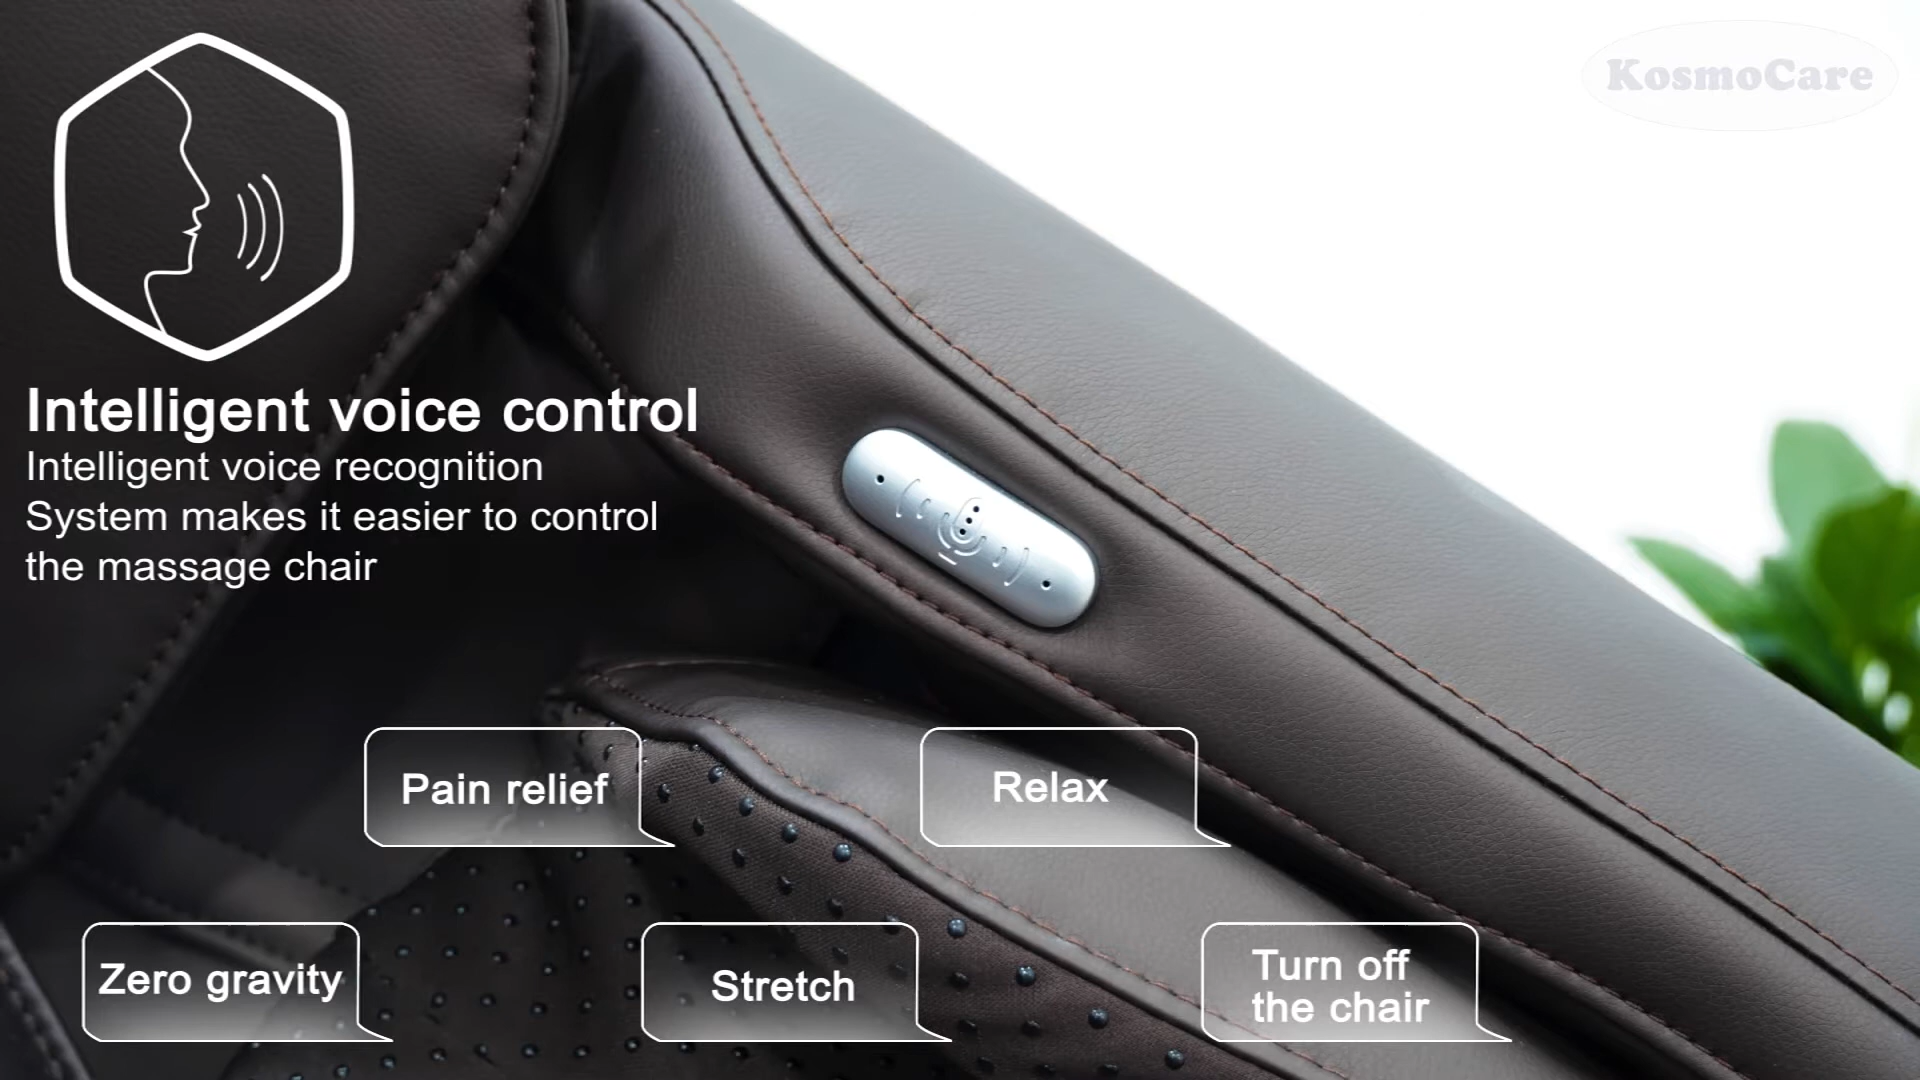 KosmoCare
Intelligent voice control
Intelligent voice recognition
System makes it easier to control
the massage chair
Pain relief
Relax
Zero gravity
Stretch
Turn off
the chair